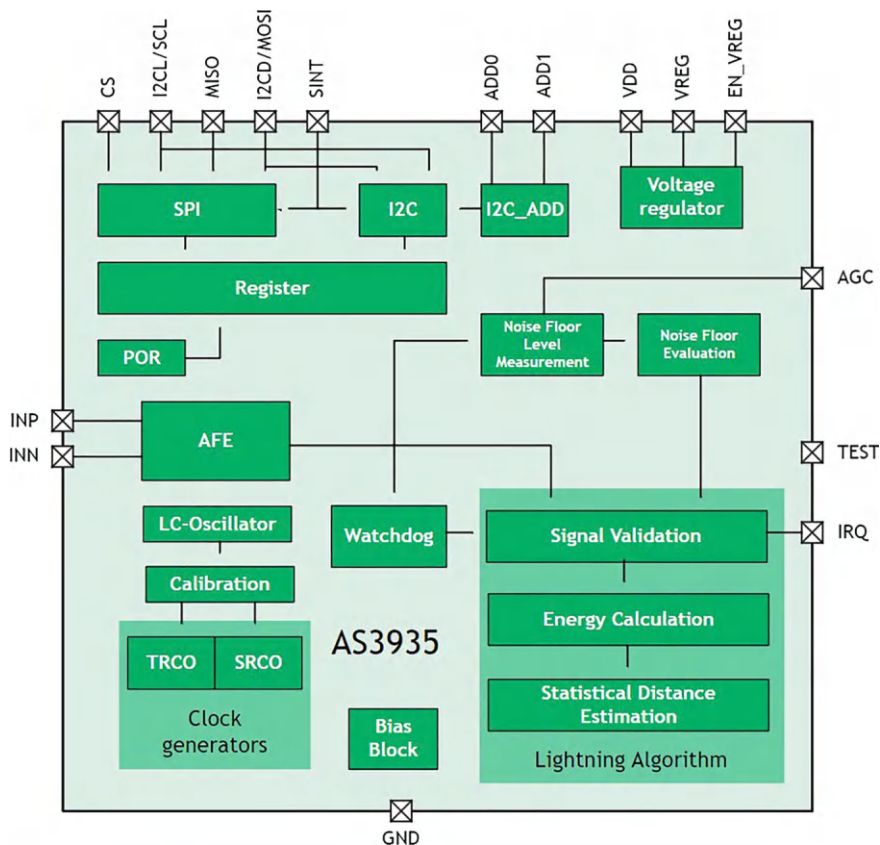 CS
I2CL/SCL
MISO
I2CD/MOSI
SINT
ADD0
ADD1
VDD
VREG
EN_VREG
SPI
I2C
I2C_ADD
Voltage
regulator
Register
AGC
POR
Noise Floor
Level
Measurement
Noise Floor
Evaluation
INP
INN
AFE
TEST
LC-Oscillator
Watchdog
Signal Validation
IRQ
Calibration
Energy Calculation
TRCO
SRCO
AS3935
Statistical Distance
Estimation
Clock
generators
Bias
Block
Lightning Algorithm
GND